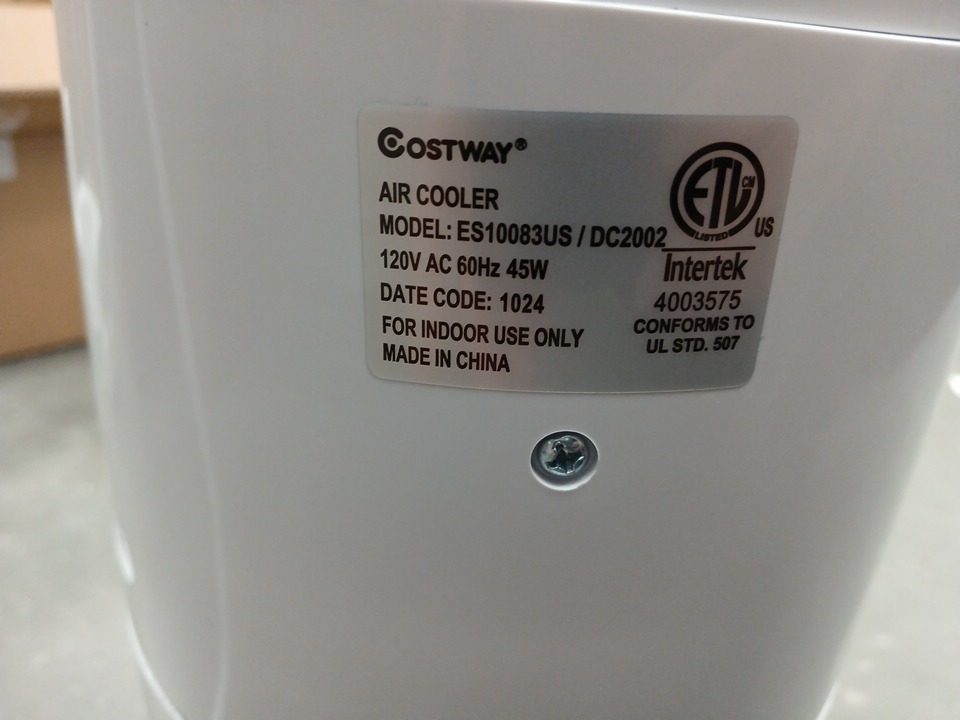 COSTWAY®
AIR COOLER
MODEL: ES10083US / DC2002
120V AC 60Hz 45W
DATE CODE: 1024
FOR INDOOR USE ONLY
MADE IN CHINA
ETL CM
LISTED
US
Intertek
4003575
CONFORMS TO
UL STD. 507